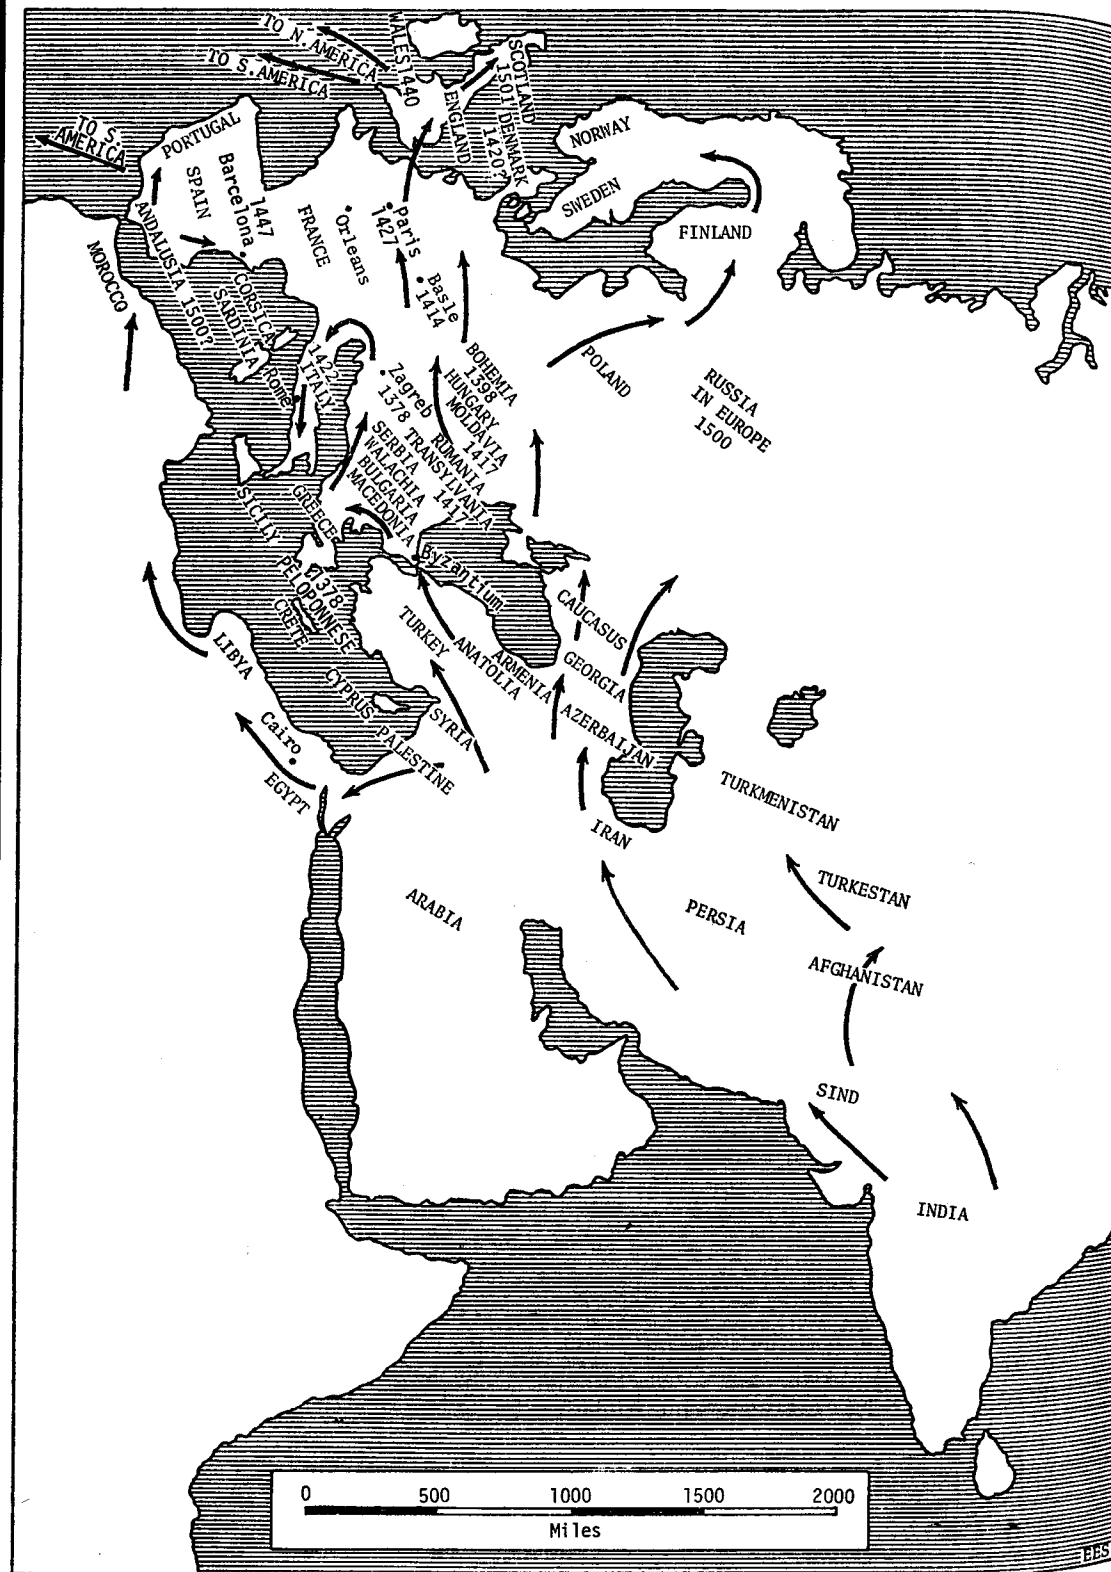 TO N. AMERICA
TO S. AMERICA
TO S.
AMERICA
WALES 1440
SCOTLAND
1501
ENGLAND
DENMARK
1420?
NORWAY
SWEDEN
FINLAND
PORTUGAL
SPAIN
Barcelona
1447
ANDALUSIA 1500?
MOROCCO
FRANCE
Orleans
Paris
1427
Basle
1414
CORSICA
SARDINIA
Rome
1422
ITALY
Zagreb
1378
BOHEMIA
1398
HUNGARY
MOLDAVIA
1417
RUMANIA
TRANSYLVANIA
1417
SERBIA
WALACHIA
BULGARIA
MACEDONIA
POLAND
RUSSIA
IN EUROPE
1500
SICILY
GREECE
1378
PELOPONNESE
CRETE
Byzantium
CAUCASUS
TURKEY
ANATOLIA
ARMENIA
GEORGIA
AZERBAIJAN
LIBYA
CYPRUS
SYRIA
PALESTINE
Cairo
EGYPT
TURKMENISTAN
IRAN
TURKESTAN
ARABIA
PERSIA
AFGHANISTAN
SIND
INDIA
0 500 1000 1500 2000
Miles
EES